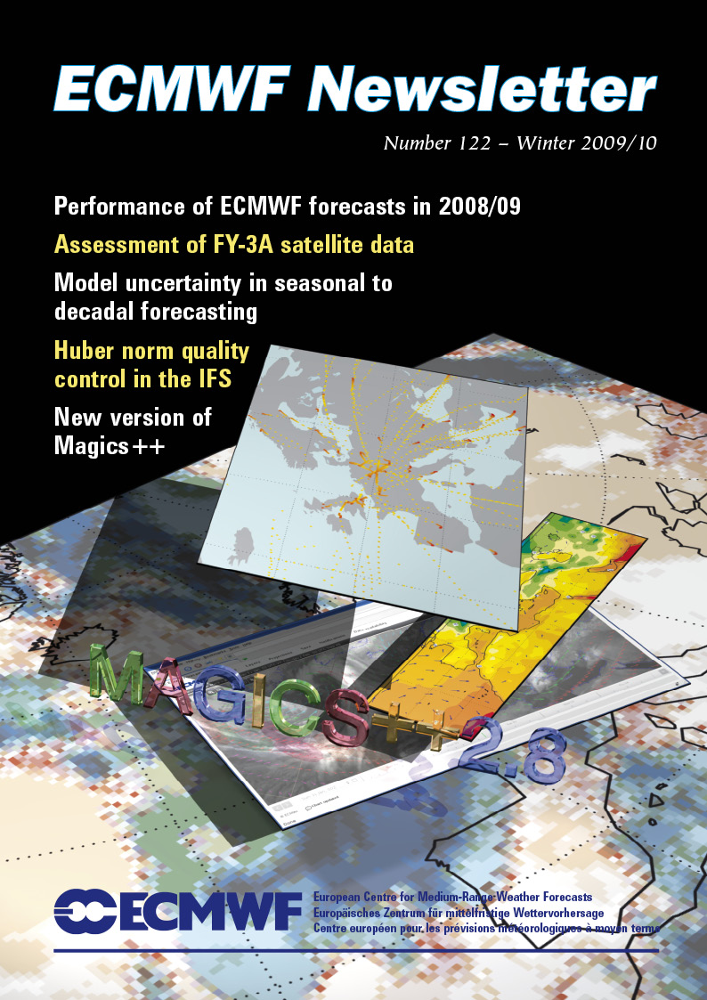 ECMWF Newsletter
Number 122 – Winter 2009/10
Performance of ECMWF forecasts in 2008/09
Assessment of FY-3A satellite data
Model uncertainty in seasonal to
decadal forecasting
Huber norm quality
control in the IFS
New version of
Magics++
MAGICS++ 2.8
Done
ECMWF
European Centre for Medium-Range Weather Forecasts
Europäisches Zentrum für mittelfristige Wettervorhersage
Centre européen pour les prévisions météorologiques à moyen terme